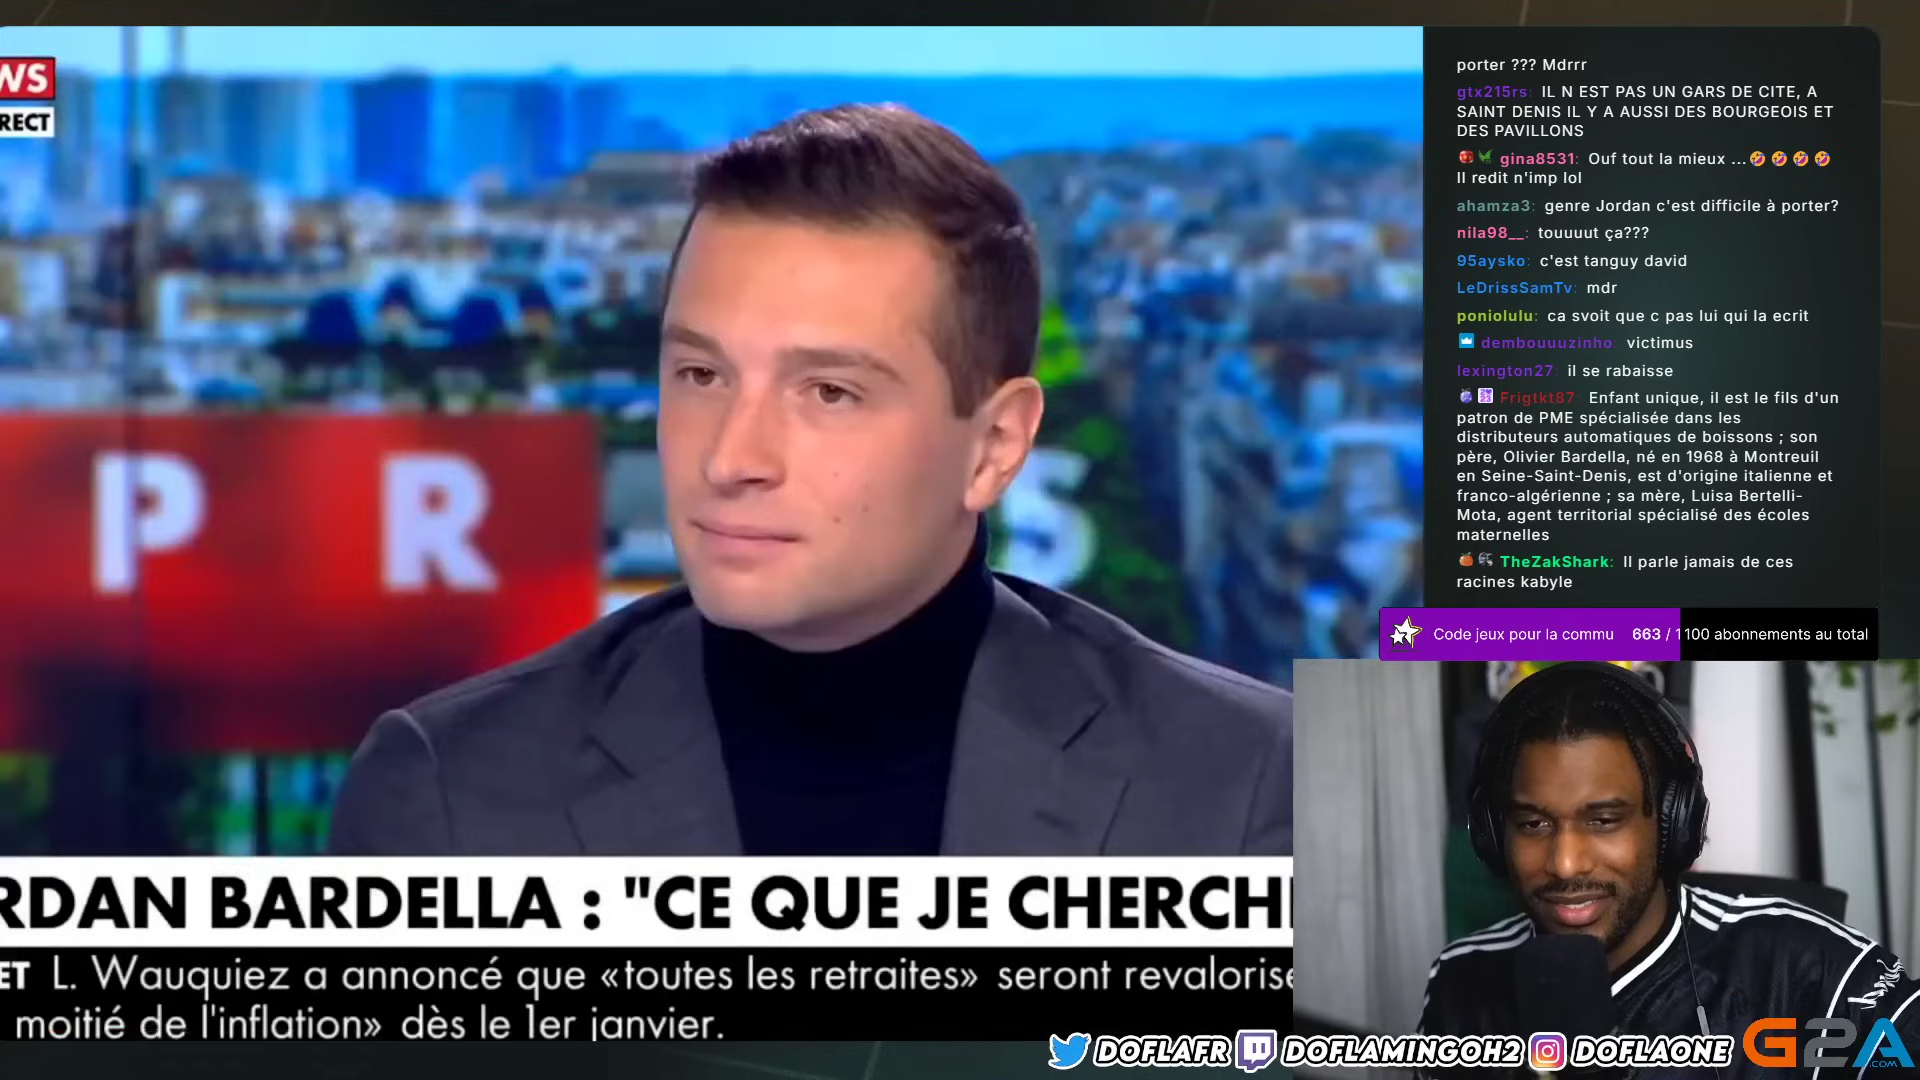 WS
RECT
P R S
RDAN BARDELLA : "CE QUE JE CHERCH
ET L. Wauquiez a annoncé que «toutes les retraites» seront revaloris
moitié de l'inflation» dès le 1er janvier.
porter ??? Mdrrr
gtx215rs: IL N EST PAS UN GARS DE CITE, A
SAINT DENIS IL Y A AUSSI DES BOURGEOIS ET
DES PAVILLONS
gina8531: Ouf tout la mieux ...🤣 🤣 🤣 🤣
Il redit n'imp lol
ahamza3: genre Jordan c'est difficile à porter?
nila98__: touuuut ça???
95aysko: c'est tanguy david
LeDrissSamTv: mdr
poniolulu: ca svoit que c pas lui qui la ecrit
dembouuuzinho: victimus
lexington27: il se rabaisse
Frigtkt87: Enfant unique, il est le fils d'un
patron de PME spécialisée dans les
distributeurs automatiques de boissons ; son
père, Olivier Bardella, né en 1968 à Montreuil
en Seine-Saint-Denis, est d'origine italienne et
franco-algérienne ; sa mère, Luisa Bertelli-
Mota, agent territorial spécialisé des écoles
maternelles
TheZakShark: Il parle jamais de ces
racines kabyle
Code jeux pour la commu 663 / 1100 abonnements au total
DOFLAFR DOFLAMINGOH2 DOFLAONE G2A
.COM